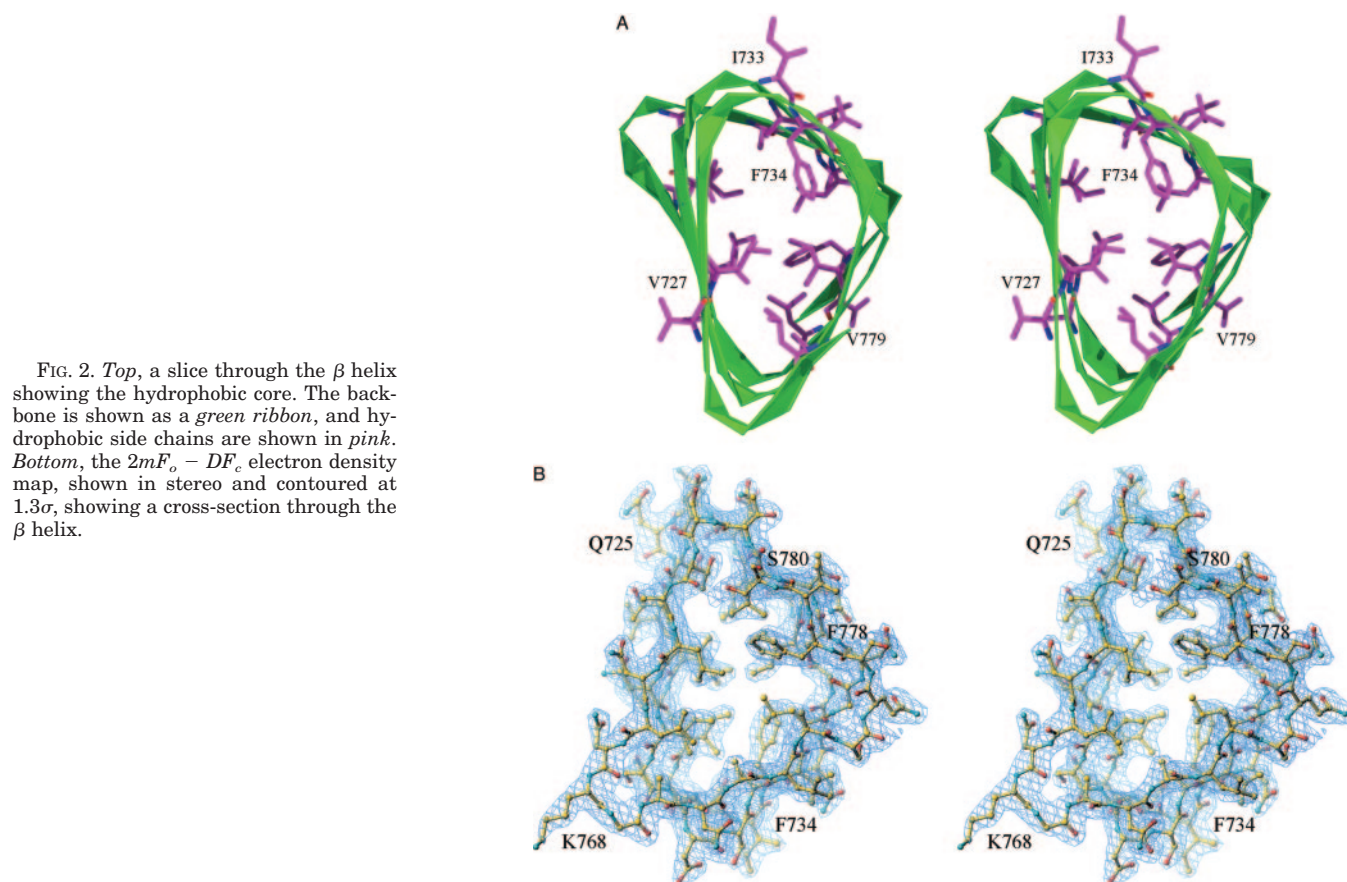 FIG. 2. Top, a slice through the β helix
showing the hydrophobic core. The back-
bone is shown as a green ribbon, and hy-
drophobic side chains are shown in pink.
Bottom, the 2mFo − DFc electron density
map, shown in stereo and contoured at
1.3σ, showing a cross-section through the
β helix.
A
I733
I733
F734
F734
V727
V727
V779
V779
B
Q725
Q725
S780
S780
F778
F778
F734
F734
K768
K768